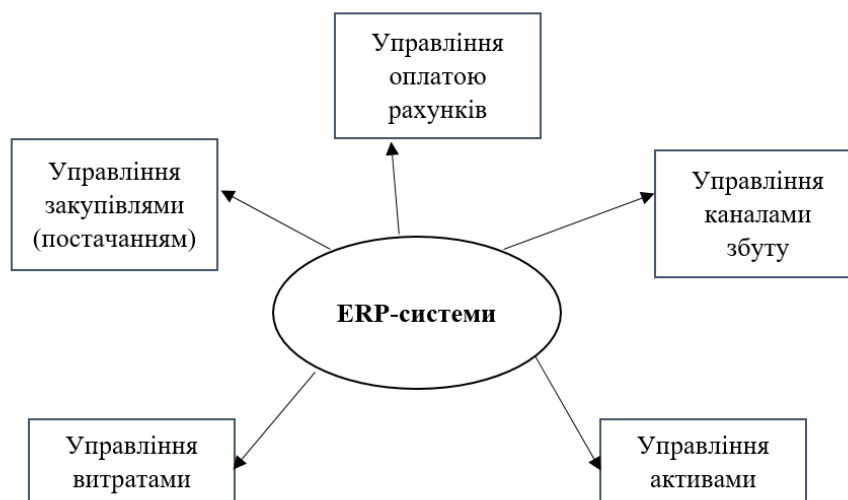 Управління
оплатою
рахунків
Управління
закупівлями
(постачанням)
Управління
каналами
збуту
ERP-системи
Управління
витратами
Управління
активами